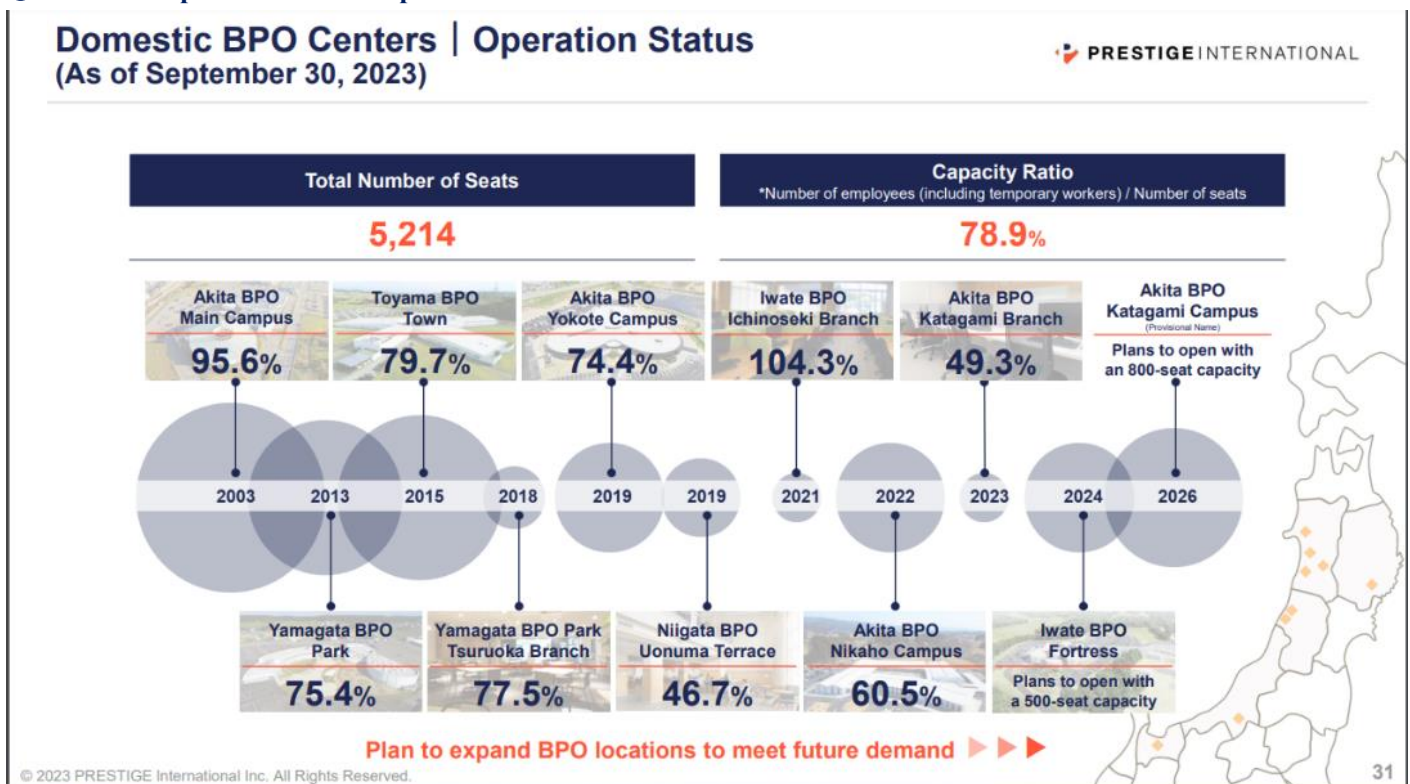 Domestic BPO Centers | Operation Status
(As of September 30, 2023)
PRESTIGE INTERNATIONAL
Total Number of Seats
5,214
Capacity Ratio
*Number of employees (including temporary workers) / Number of seats
78.9%
Akita BPO
Main Campus
95.6%
Toyama BPO
Town
79.7%
Akita BPO
Yokote Campus
74.4%
Iwate BPO
Ichinoseki Branch
104.3%
Akita BPO
Katagami Branch
49.3%
Akita BPO
Katagami Campus
(Provisional Name)
Plans to open with
an 800-seat capacity
2003
2013
2015
2018
2019
2019
2021
2022
2023
2024
2026
Yamagata BPO
Park
75.4%
Yamagata BPO Park
Tsuruoka Branch
77.5%
Niigata BPO
Uonuma Terrace
46.7%
Akita BPO
Nikaho Campus
60.5%
Iwate BPO
Fortress
Plans to open with
a 500-seat capacity
Plan to expand BPO locations to meet future demand
© 2023 PRESTIGE International Inc. All Rights Reserved.
31